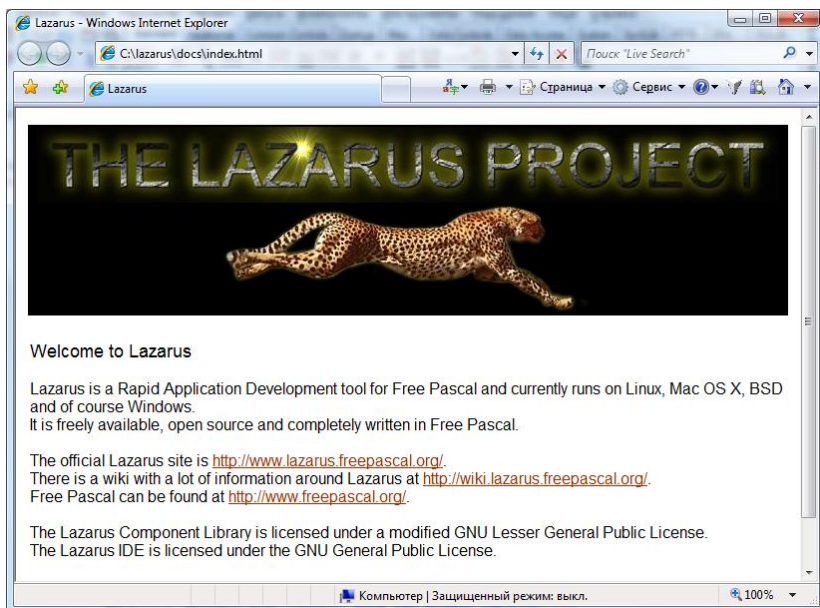 Lazarus - Windows Internet Explorer
C:\lazarus\docs\index.html
Поиск "Live Search"
Lazarus
Страница
Сервис
THE LAZARUS PROJECT
Welcome to Lazarus
Lazarus is a Rapid Application Development tool for Free Pascal and currently runs on Linux, Mac OS X, BSD
and of course Windows.
It is freely available, open source and completely written in Free Pascal.
The official Lazarus site is http://www.lazarus.freepascal.org/.
There is a wiki with a lot of information around Lazarus at http://wiki.lazarus.freepascal.org/.
Free Pascal can be found at http://www.freepascal.org/.
The Lazarus Component Library is licensed under a modified GNU Lesser General Public License.
The Lazarus IDE is licensed under the GNU General Public License.
Компьютер | Защищенный режим: выкл.
100%